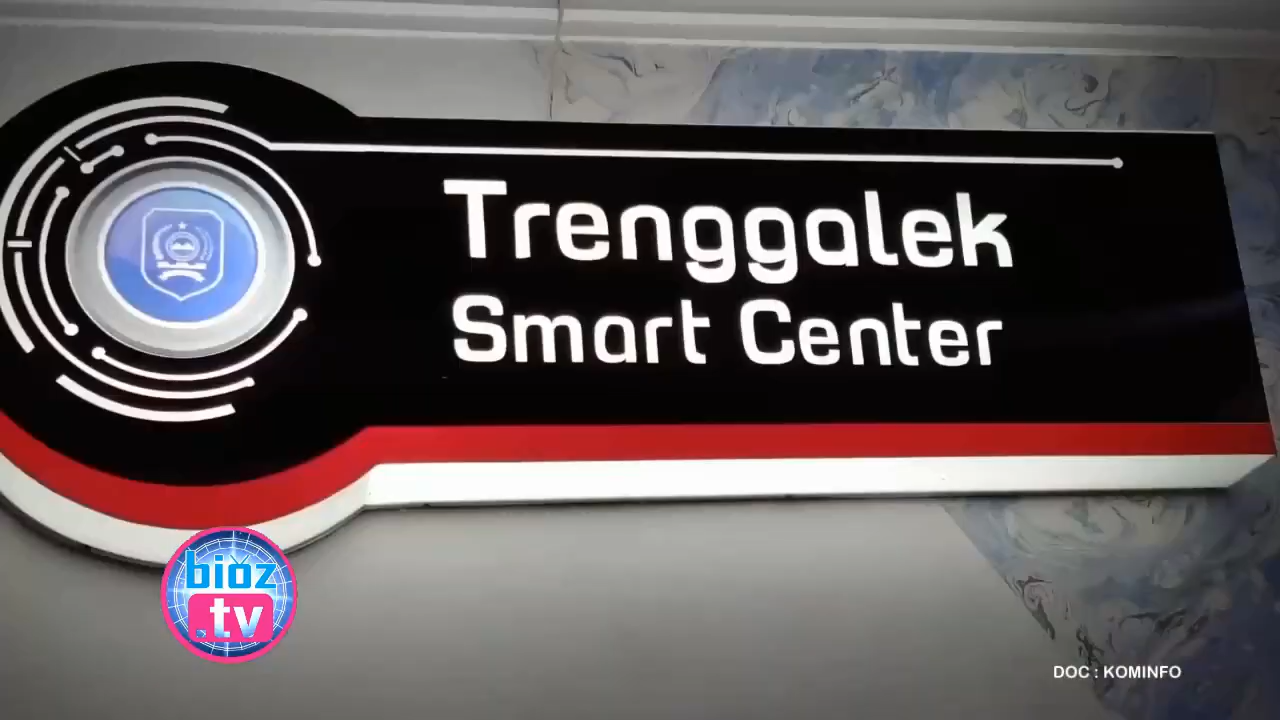 Trenggalek
Smart Center
bioz
.tv
DOC : KOMINFO